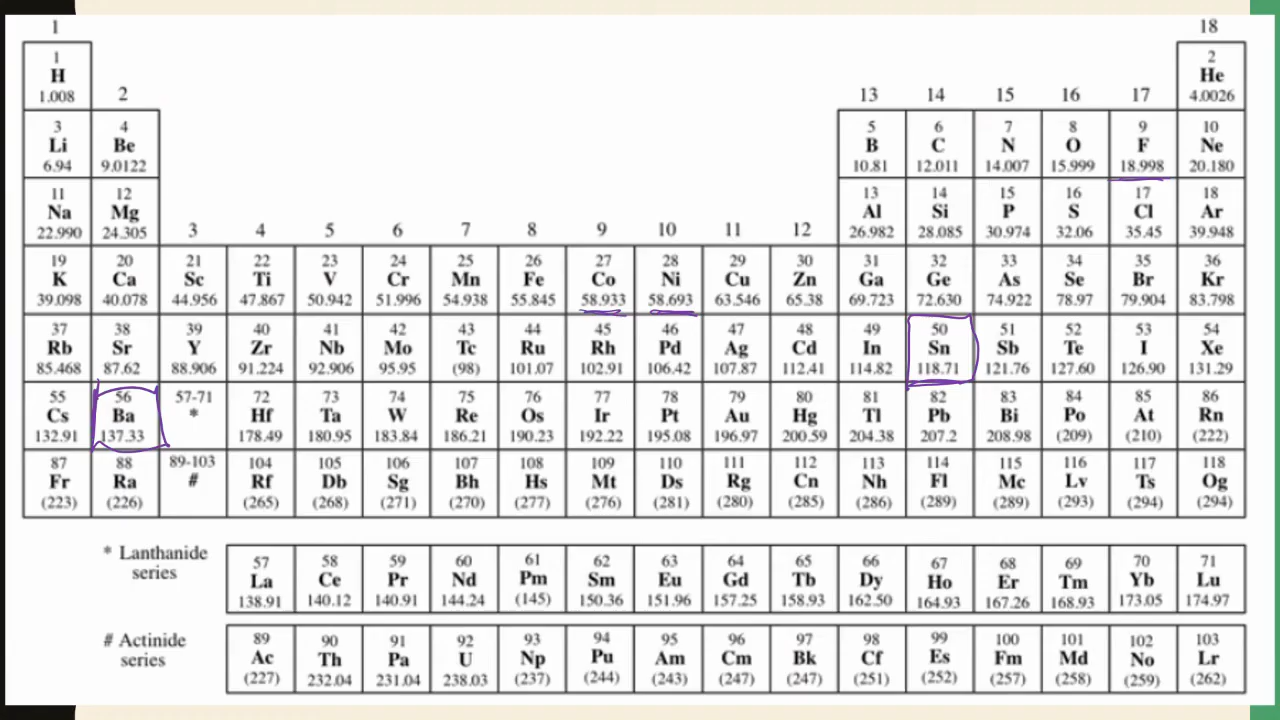 1 18
1 2
H He
1.008 2 13 14 15 16 17 4.0026
3 4 5 6 7 8 9 10
Li Be B C N O F Ne
6.94 9.0122 10.81 12.011 14.007 15.999 18.998 20.180
11 12 13 14 15 16 17 18
Na Mg Al Si P S Cl Ar
22.990 24.305 3 4 5 6 7 8 9 10 11 12 26.982 28.085 30.974 32.06 35.45 39.948
19 20 21 22 23 24 25 26 27 28 29 30 31 32 33 34 35 36
K Ca Sc Ti V Cr Mn Fe Co Ni Cu Zn Ga Ge As Se Br Kr
39.098 40.078 44.956 47.867 50.942 51.996 54.938 55.845 58.933 58.693 63.546 65.38 69.723 72.630 74.922 78.97 79.904 83.798
37 38 39 40 41 42 43 44 45 46 47 48 49 50 51 52 53 54
Rb Sr Y Zr Nb Mo Tc Ru Rh Pd Ag Cd In Sn Sb Te I Xe
85.468 87.62 88.906 91.224 92.906 95.95 (98) 101.07 102.91 106.42 107.87 112.41 114.82 118.71 121.76 127.60 126.90 131.29
55 56 57-71 72 73 74 75 76 77 78 79 80 81 82 83 84 85 86
Cs Ba * Hf Ta W Re Os Ir Pt Au Hg Tl Pb Bi Po At Rn
132.91 137.33 178.49 180.95 183.84 186.21 190.23 192.22 195.08 196.97 200.59 204.38 207.2 208.98 (209) (210) (222)
87 88 89-103 104 105 106 107 108 109 110 111 112 113 114 115 116 117 118
Fr Ra # Rf Db Sg Bh Hs Mt Ds Rg Cn Nh Fl Mc Lv Ts Og
(223) (226) (265) (268) (271) (270) (277) (276) (281) (280) (285) (286) (289) (289) (293) (294) (294)
* Lanthanide series
57 58 59 60 61 62 63 64 65 66 67 68 69 70 71
La Ce Pr Nd Pm Sm Eu Gd Tb Dy Ho Er Tm Yb Lu
138.91 140.12 140.91 144.24 (145) 150.36 151.96 157.25 158.93 162.50 164.93 167.26 168.93 173.05 174.97
# Actinide series
89 90 91 92 93 94 95 96 97 98 99 100 101 102 103
Ac Th Pa U Np Pu Am Cm Bk Cf Es Fm Md No Lr
(227) 232.04 231.04 238.03 (237) (244) (243) (247) (247) (251) (252) (257) (258) (259) (262)